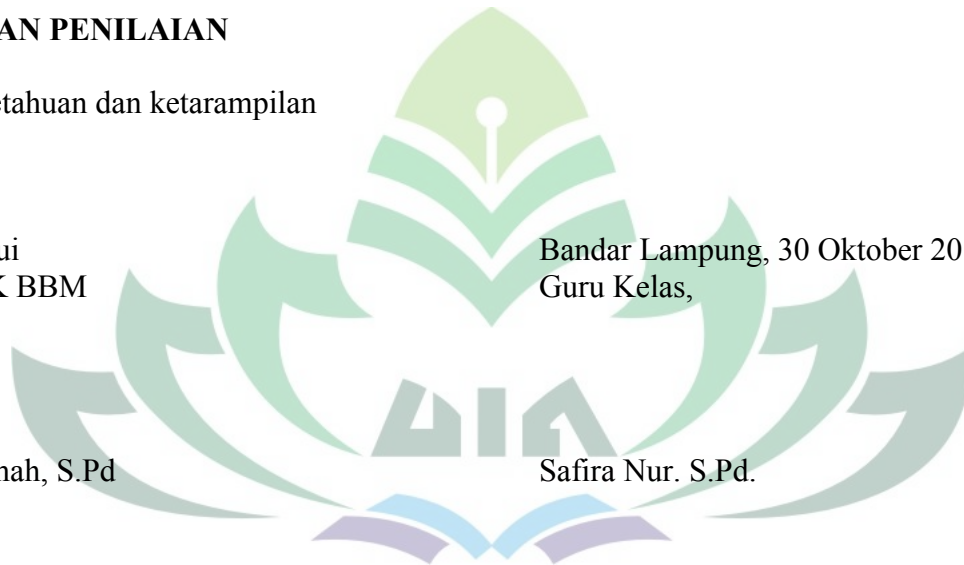 AN PENILAIAN
etahuan dan ketarampilan
ui
Bandar Lampung, 30 Oktober 20
K BBM
Guru Kelas,
UIN
nah, S.Pd
Safira Nur. S.Pd.